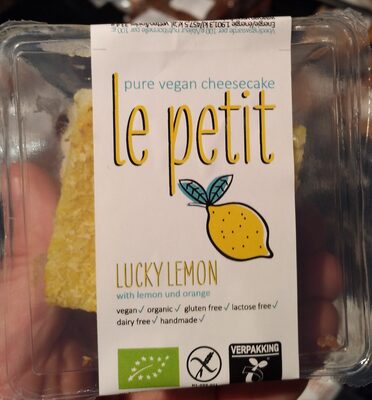 pure vegan cheesecake
le petit
LUCKY LEMON
with lemon und orange
vegan✓ organic✓ gluten free✓ lactose free✓
dairy free✓ handmade✓
VERPAKKING